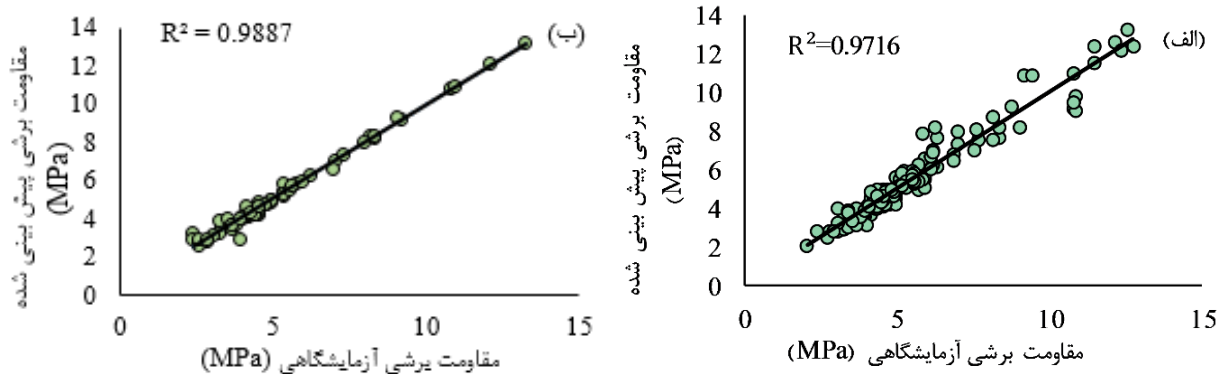 (الف)
R²=0.9716
مقاومت برشی پیش بینی شده
(MPa)
14
12
10
8
6
4
2
0
0 5 10 15
مقاومت برشی آزمایشگاهی (MPa)
(ب)
R² = 0.9887
مقاومت برشی پیش بینی شده
(MPa)
14
12
10
8
6
4
2
0
0 5 10 15
مقاومت برشی آزمایشگاهی (MPa)